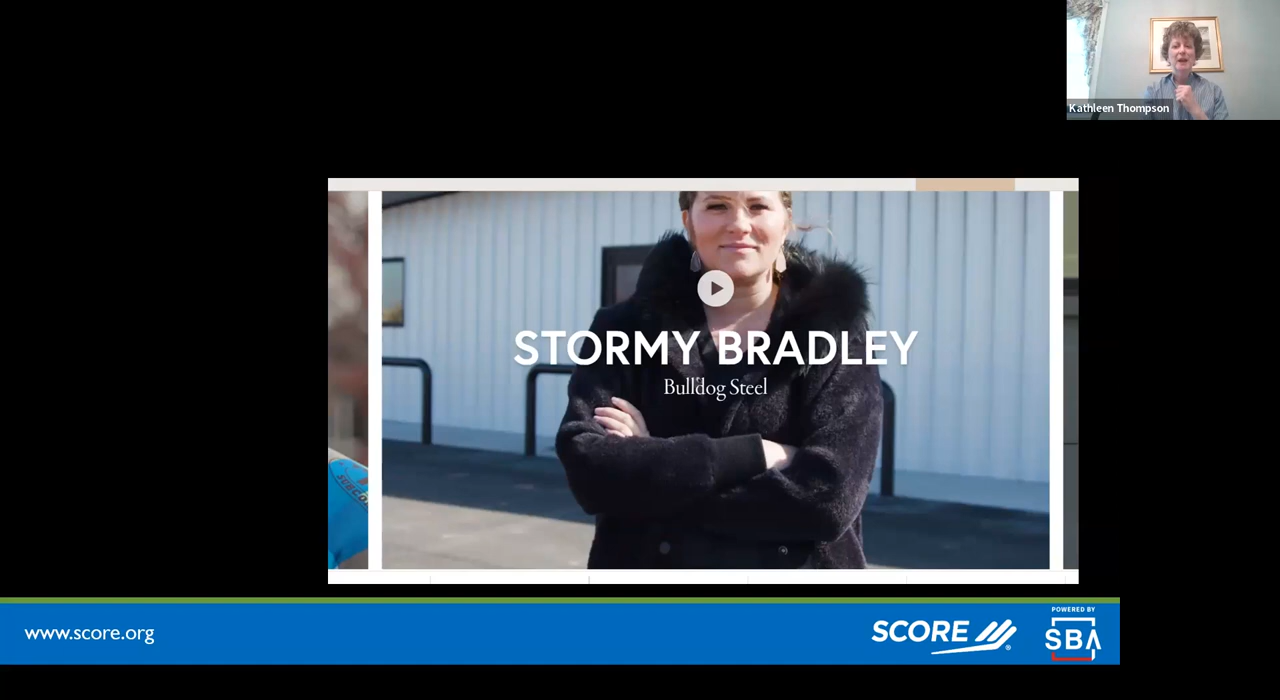 Kathleen Thompson
STORMY BRADLEY
Bulldog Steel
www.score.org
SCORE
®
POWERED BY
SBA